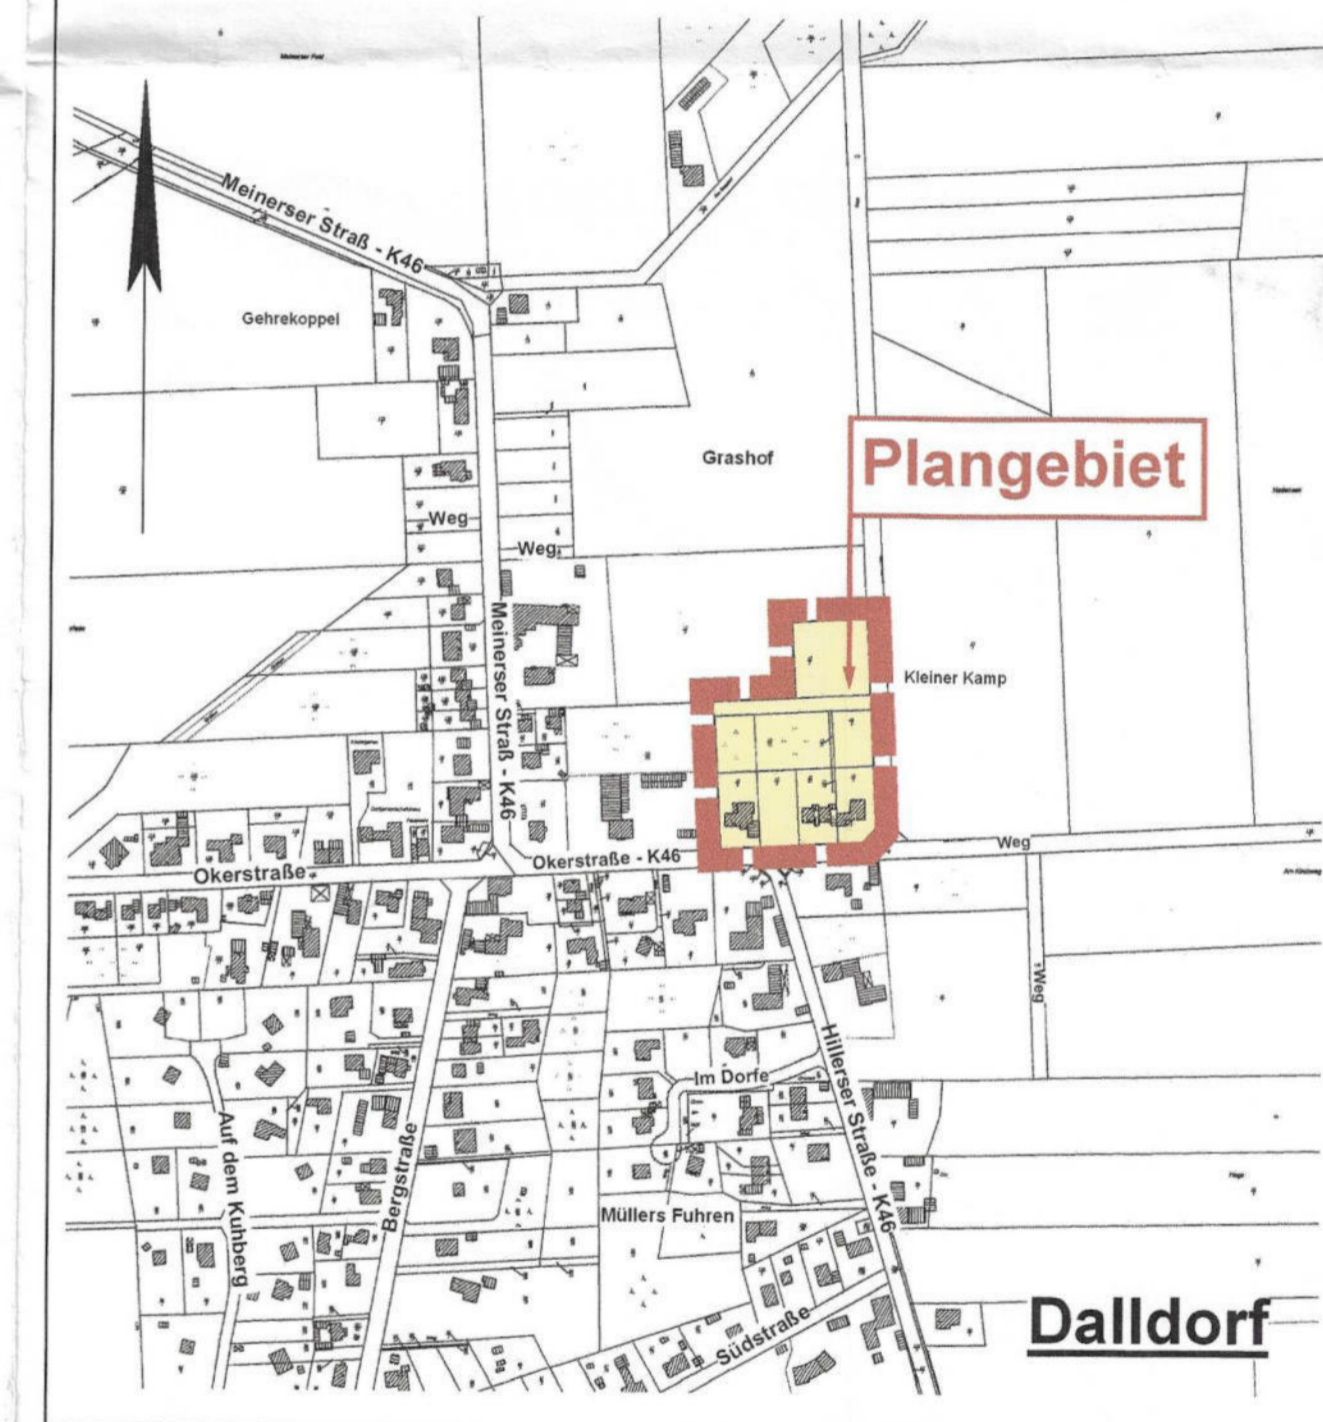 Meinerser Straß - K46
Gehrekoppel
Grashof
Plangebiet
Weg
Weg
Meinerser Straß - K46
Kleiner Kamp
Okerstraße - K46
Weg
Okerstraße
Weg
Im Dorfe
Hillerser Straße - K46
Auf dem Kuhberg
Bergstraße
Müllers Fuhren
Südstraße
Dalldorf